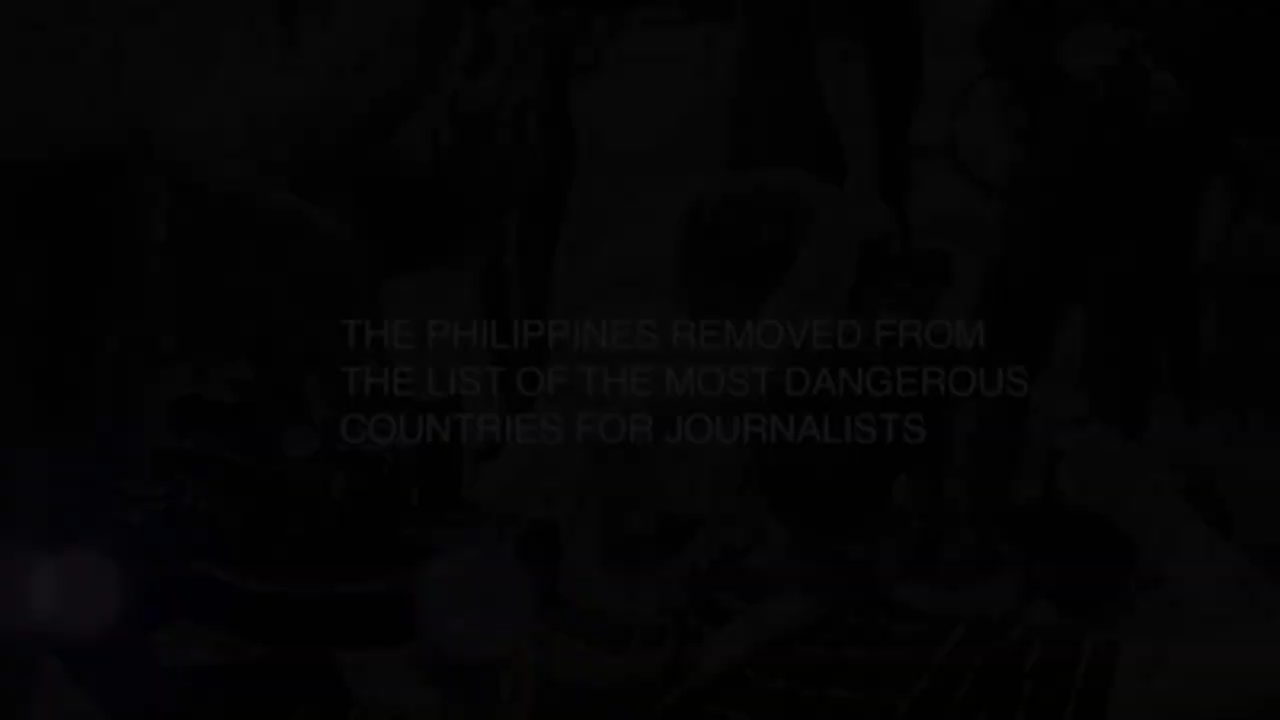 THE PHILIPPINES REMOVED FROM
THE LIST OF THE MOST DANGEROUS
COUNTRIES FOR JOURNALISTS